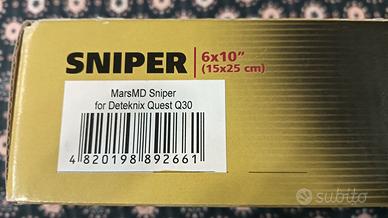 SNIPER 6x10"
(15x25 cm)
MarsMD Sniper
for Deteknix Quest Q30
4 820198 892661
subito